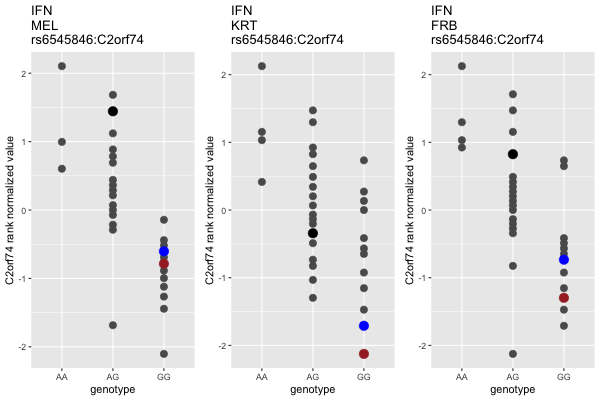 IFN
MEL
rs6545846:C2orf74
C2orf74 rank normalized value
2
1
0
-1
-2
AA
AG
GG
genotype
IFN
KRT
rs6545846:C2orf74
C2orf74 rank normalized value
2
1
0
-1
-2
AA
AG
GG
genotype
IFN
FRB
rs6545846:C2orf74
C2orf74 rank normalized value
2
1
0
-1
-2
AA
AG
GG
genotype